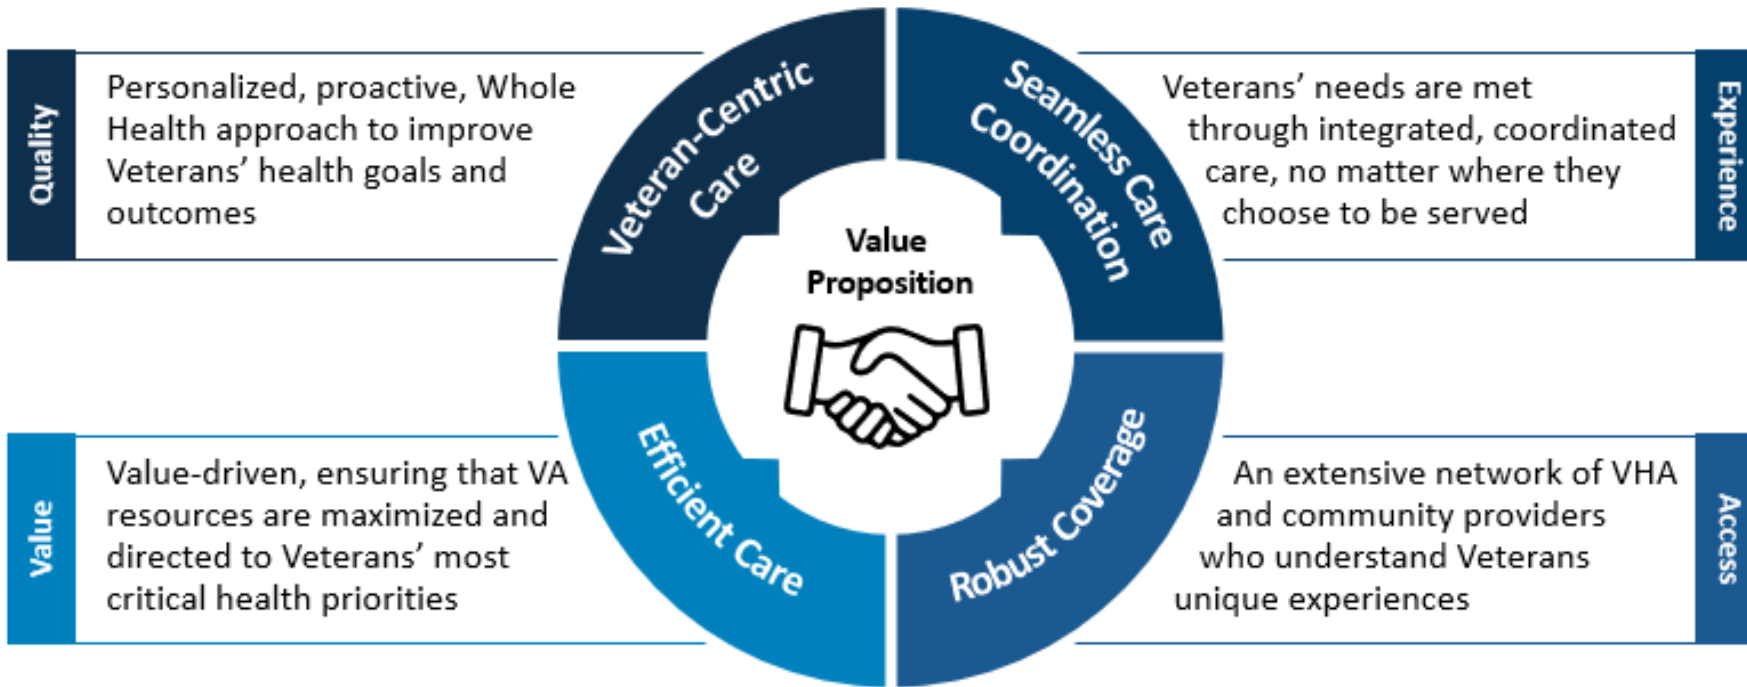 Quality
Personalized, proactive, Whole
Health approach to improve
Veterans’ health goals and
outcomes
Veteran-Centric
Care
Seamless Care
Coordination
Veterans’ needs are met
through integrated, coordinated
care, no matter where they
choose to be served
Experience
Value
Proposition
Value
Value-driven, ensuring that VA
resources are maximized and
directed to Veterans’ most
critical health priorities
Efficient Care
Robust Coverage
An extensive network of VHA
and community providers
who understand Veterans
unique experiences
Access